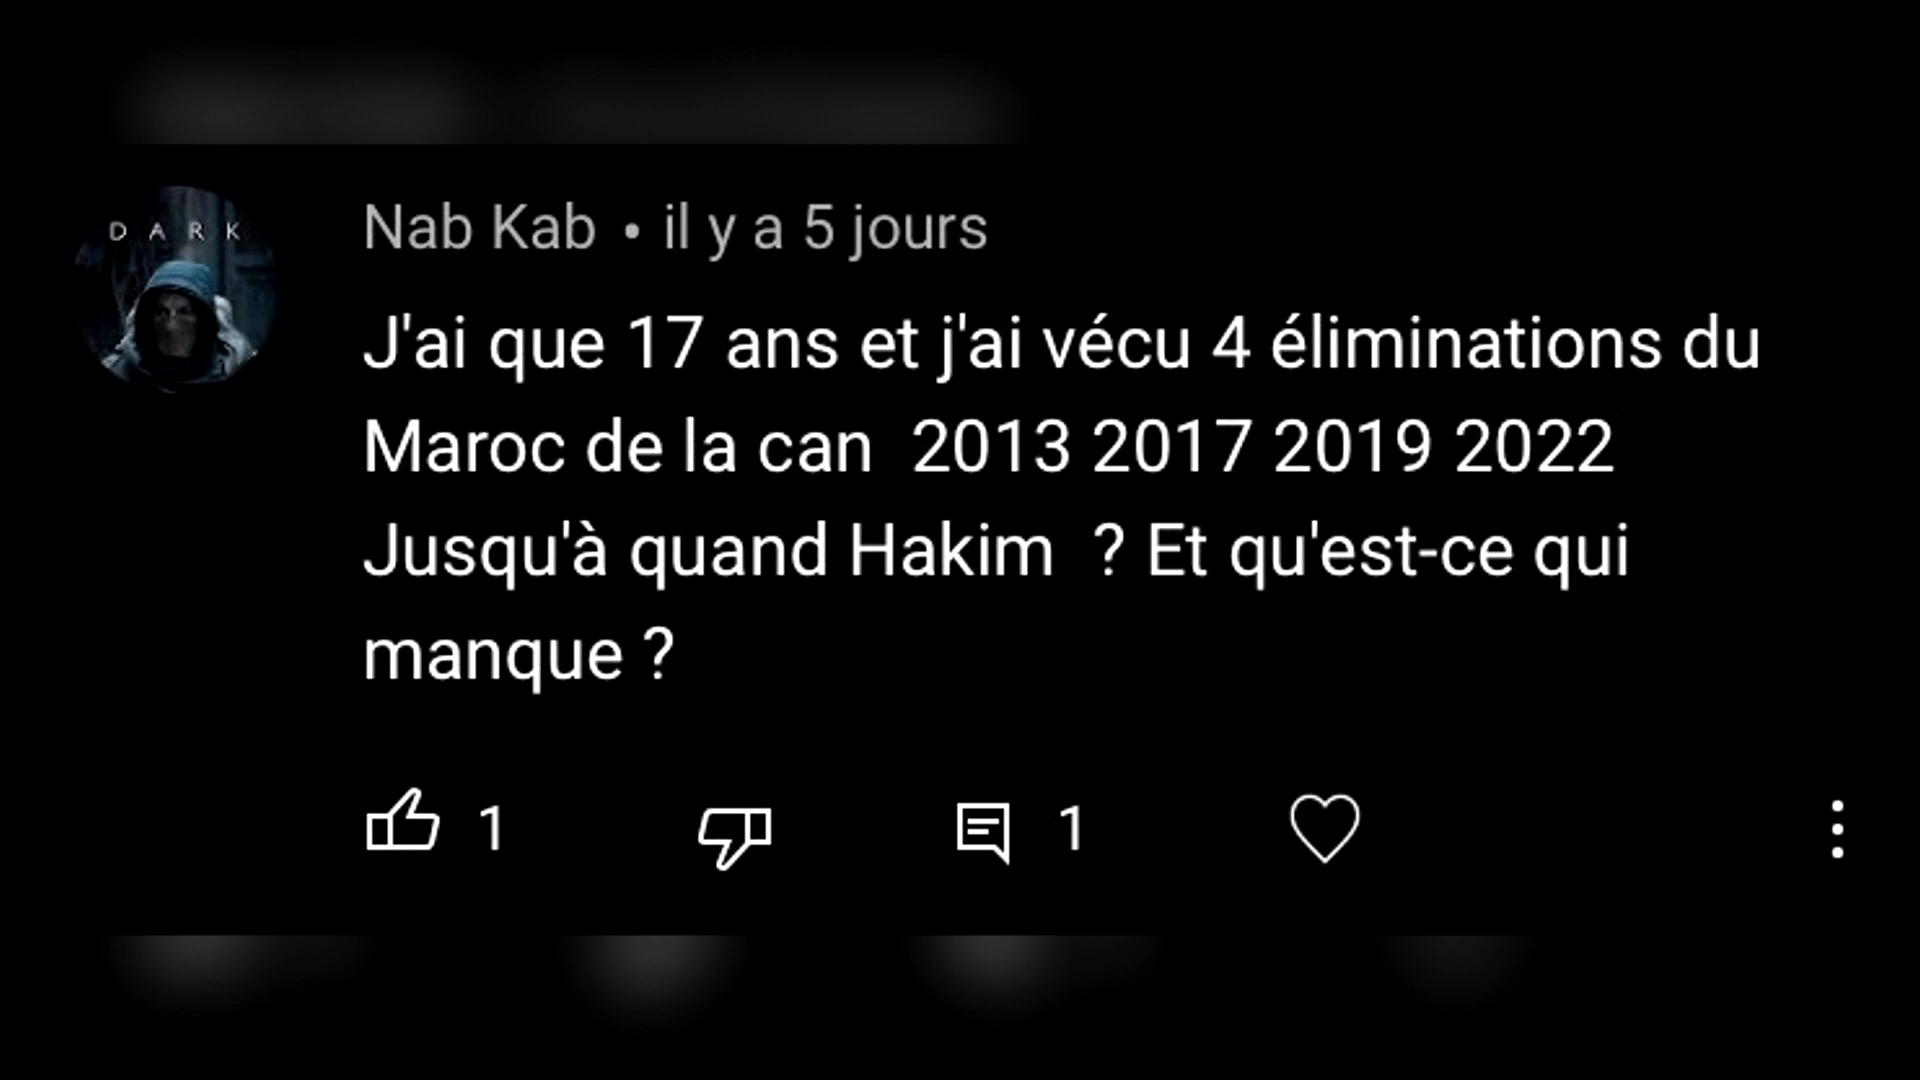 DARK
Nab Kab • il y a 5 jours
J'ai que 17 ans et j'ai vécu 4 éliminations du
Maroc de la can  2013 2017 2019 2022
Jusqu'à quand Hakim  ? Et qu'est-ce qui
manque ?
1 1